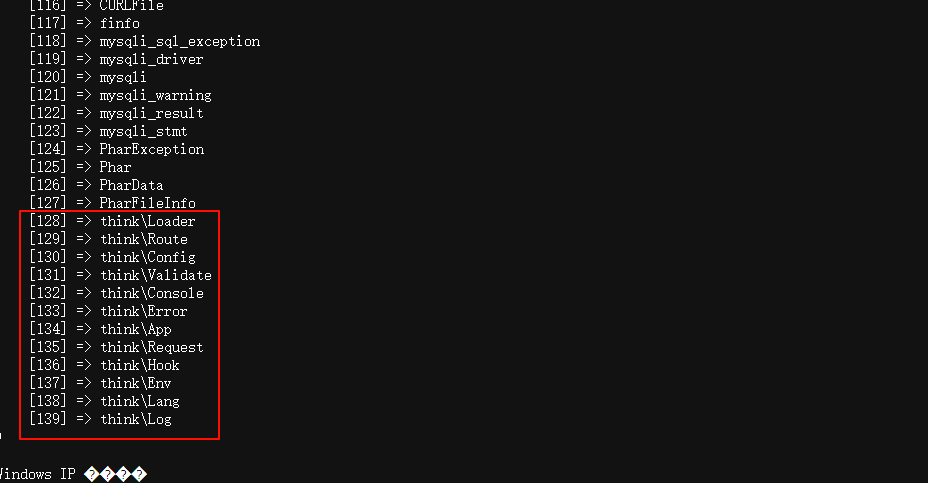 [116] => CURLFile
[117] => finfo
[118] => mysqli_sql_exception
[119] => mysqli_driver
[120] => mysqli
[121] => mysqli_warning
[122] => mysqli_result
[123] => mysqli_stmt
[124] => PharException
[125] => Phar
[126] => PharData
[127] => PharFileInfo
[128] => think\Loader
[129] => think\Route
[130] => think\Config
[131] => think\Validate
[132] => think\Console
[133] => think\Error
[134] => think\App
[135] => think\Request
[136] => think\Hook
[137] => think\Env
[138] => think\Lang
[139] => think\Log
Windows IP ����